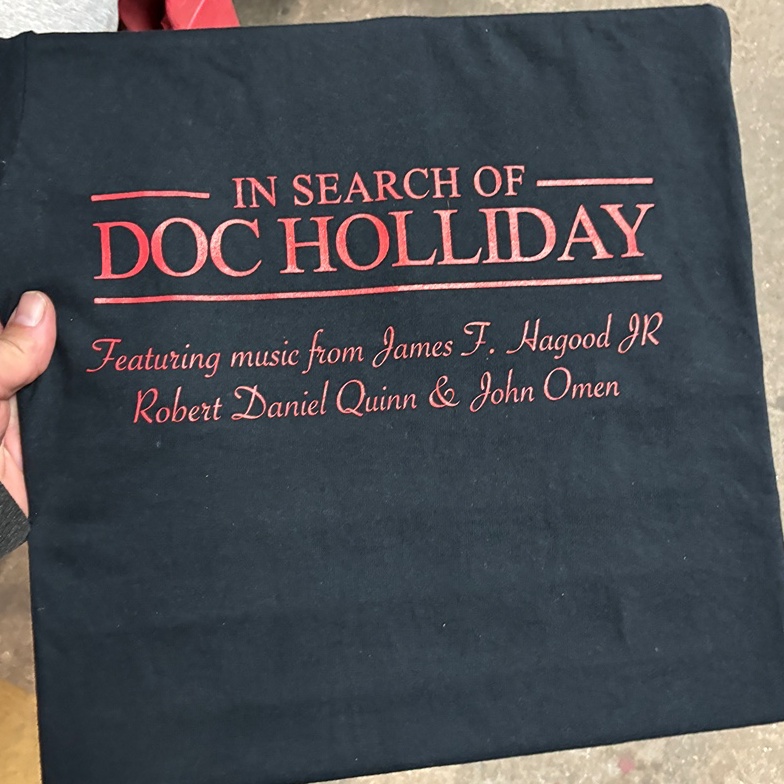 IN SEARCH OF
DOC HOLLIDAY
Featuring music from James F. Hagood JR
Robert Daniel Quinn & John Omen